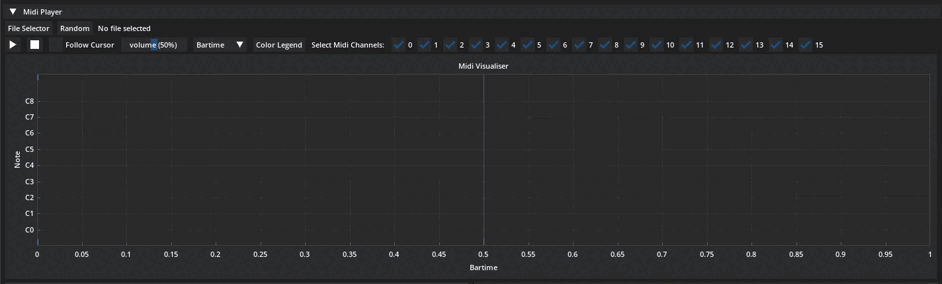 Midi Player
File Selector Random No file selected
Follow Cursor volume (50%) Bartime Color Legend Select Midi Channels: 0 1 2 3 4 5 6 7 8 9 10 11 12 13 14 15
Midi Visualiser
C8
C7
C6
C5
C4
C3
C2
C1
C0
Note
0 0.05 0.1 0.15 0.2 0.25 0.3 0.35 0.4 0.45 0.5 0.55 0.6 0.65 0.7 0.75 0.8 0.85 0.9 0.95 1
Bartime